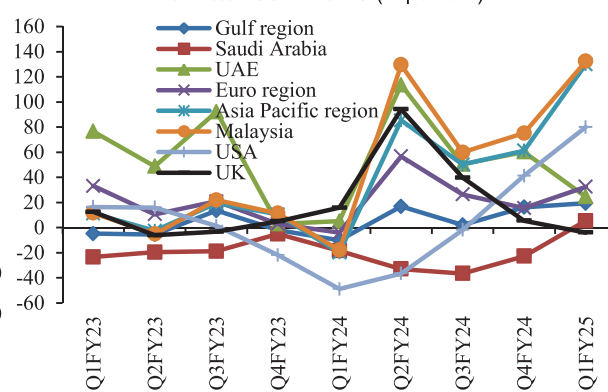 160
140
120
100
80
60
40
20
0
-20
-40
-60
Gulf region
Saudi Arabia
UAE
Euro region
Asia Pacific region
Malaysia
USA
UK
Q1FY23
Q2FY23
Q3FY23
Q4FY23
Q1FY24
Q2FY24
Q3FY24
Q4FY24
Q1FY25